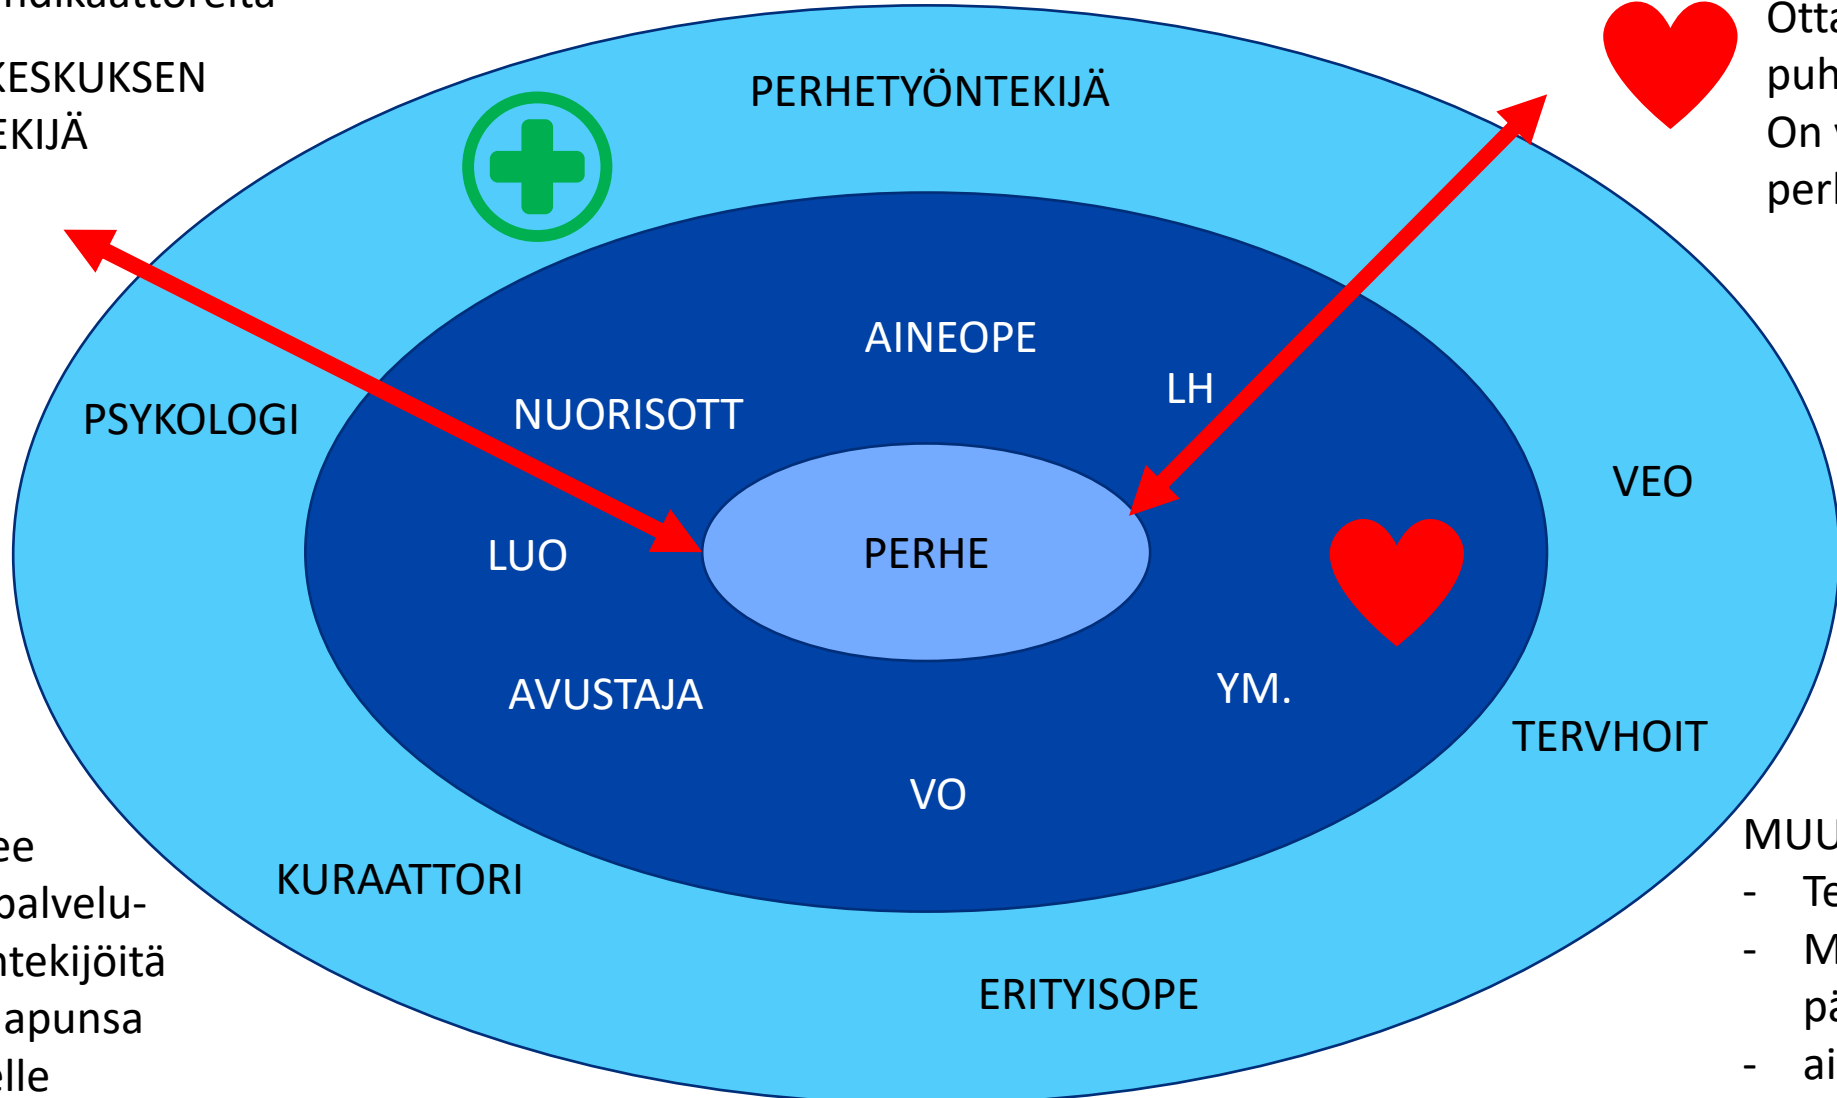 Otta
puh
On
perh
KESKUKSEN
EKIJÄ
PERHETYÖNTEKIJÄ
AINEOPE
LH
NUORISOTT
PSYKOLOGI
VEO
LUO
PERHE
AVUSTAJA
YM.
TERVHOIT
VO
KURAATTORI
ERITYISOPE
ee
palvelu-
ntekijöitä
apunsa
elle
MUU
- Te
- M
pä
- ai